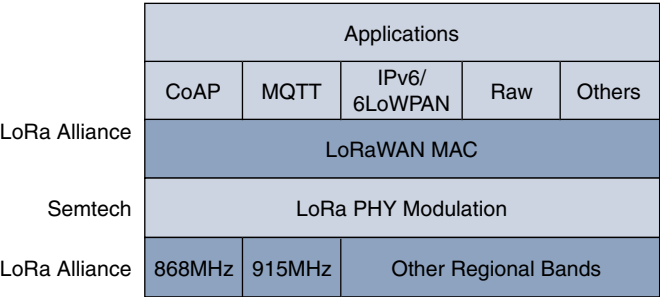 Applications
CoAP MQTT IPv6/ 6LoWPAN Raw Others
LoRa Alliance
LoRaWAN MAC
Semtech LoRa PHY Modulation
LoRa Alliance 868MHz 915MHz Other Regional Bands